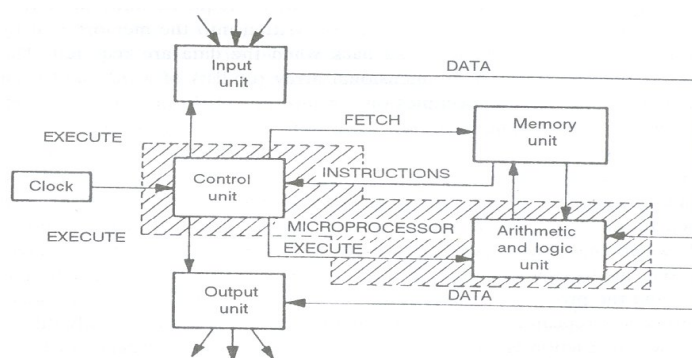 Input
unit
DATA
EXECUTE
FETCH
Memory
unit
Clock
Control
unit
INSTRUCTIONS
EXECUTE
MICROPROCESSOR
EXECUTE
Arithmetic
and logic
unit
Output
unit
DATA